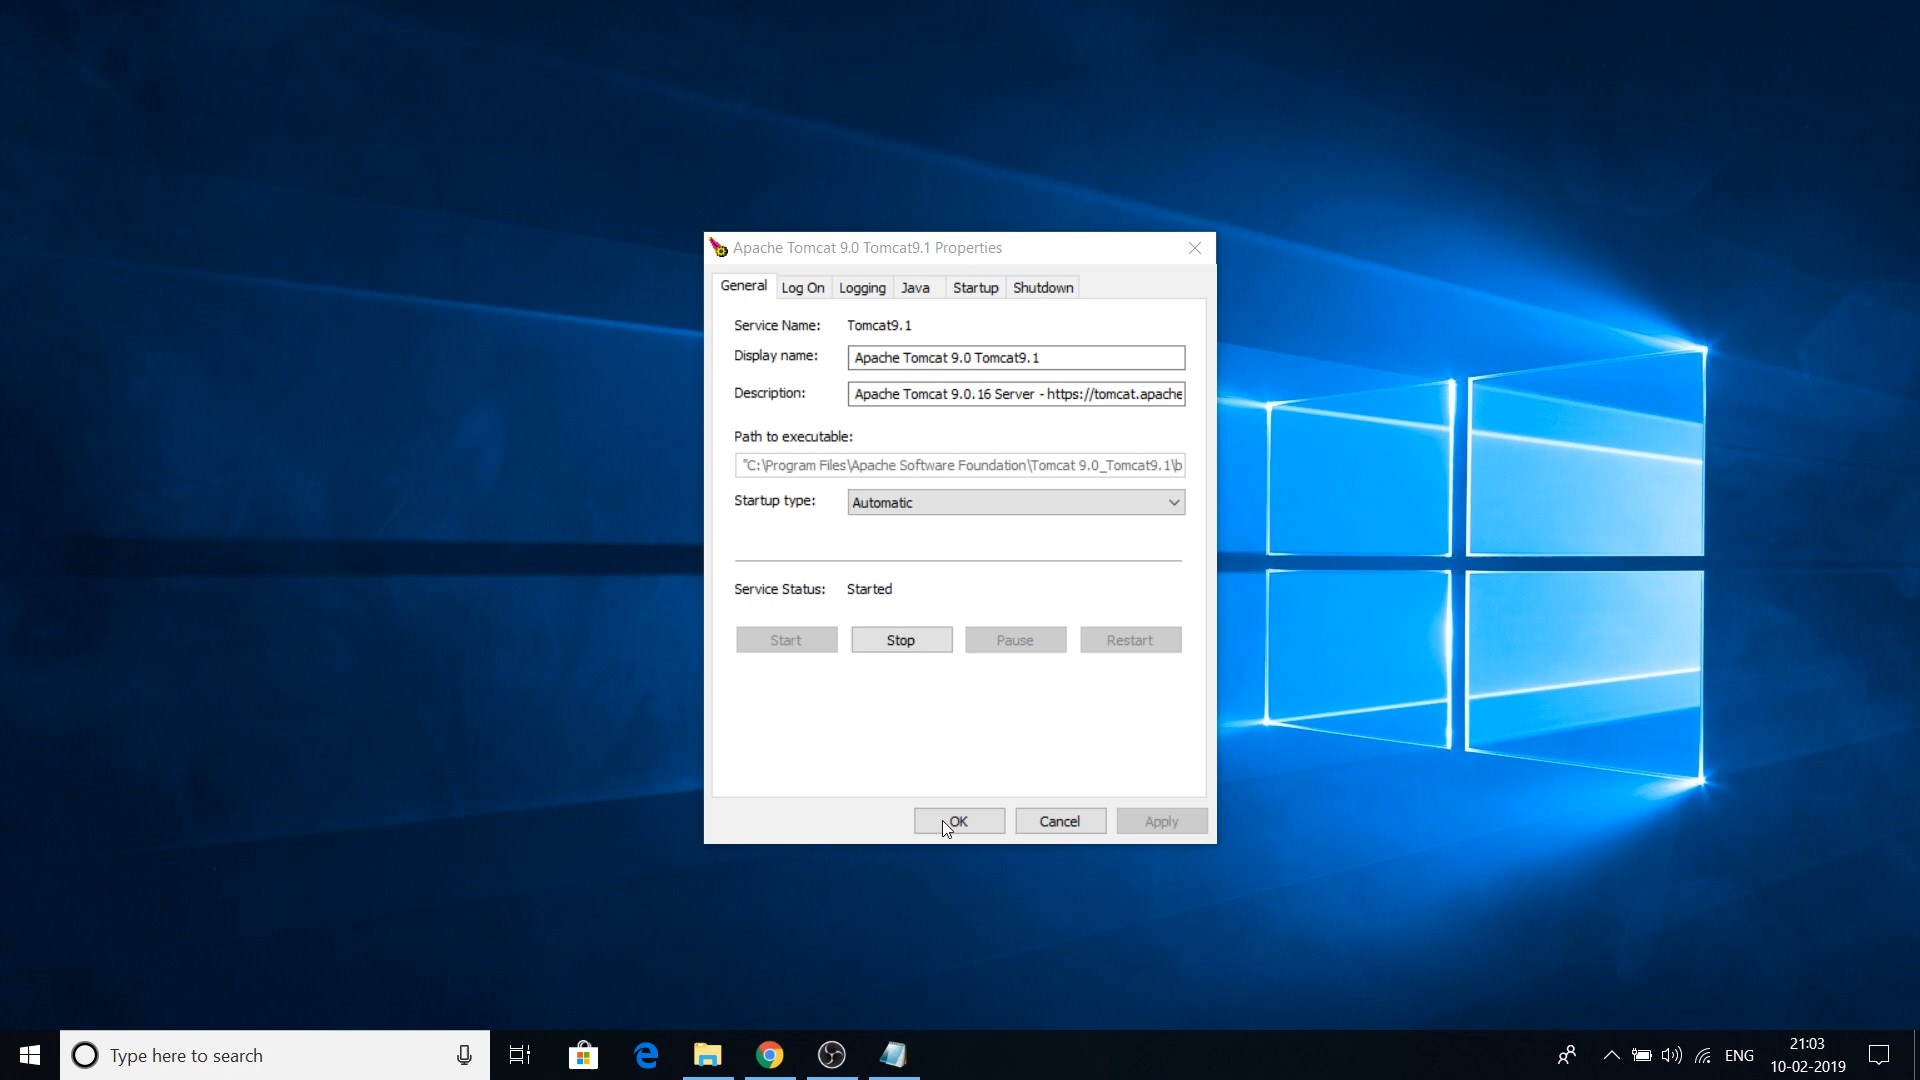 Apache Tomcat 9.0 Tomcat9.1 Properties
General Log On Logging Java Startup Shutdown
Service Name: Tomcat9.1
Display name: Apache Tomcat 9.0 Tomcat9.1
Description: Apache Tomcat 9.0.16 Server - https://tomcat.apache
Path to executable:
"C:\Program Files\Apache Software Foundation\Tomcat 9.0_Tomcat9.1\b
Startup type: Automatic
Service Status: Started
Start Stop Pause Restart
OK Cancel Apply
Type here to search
ENG
21:03
10-02-2019